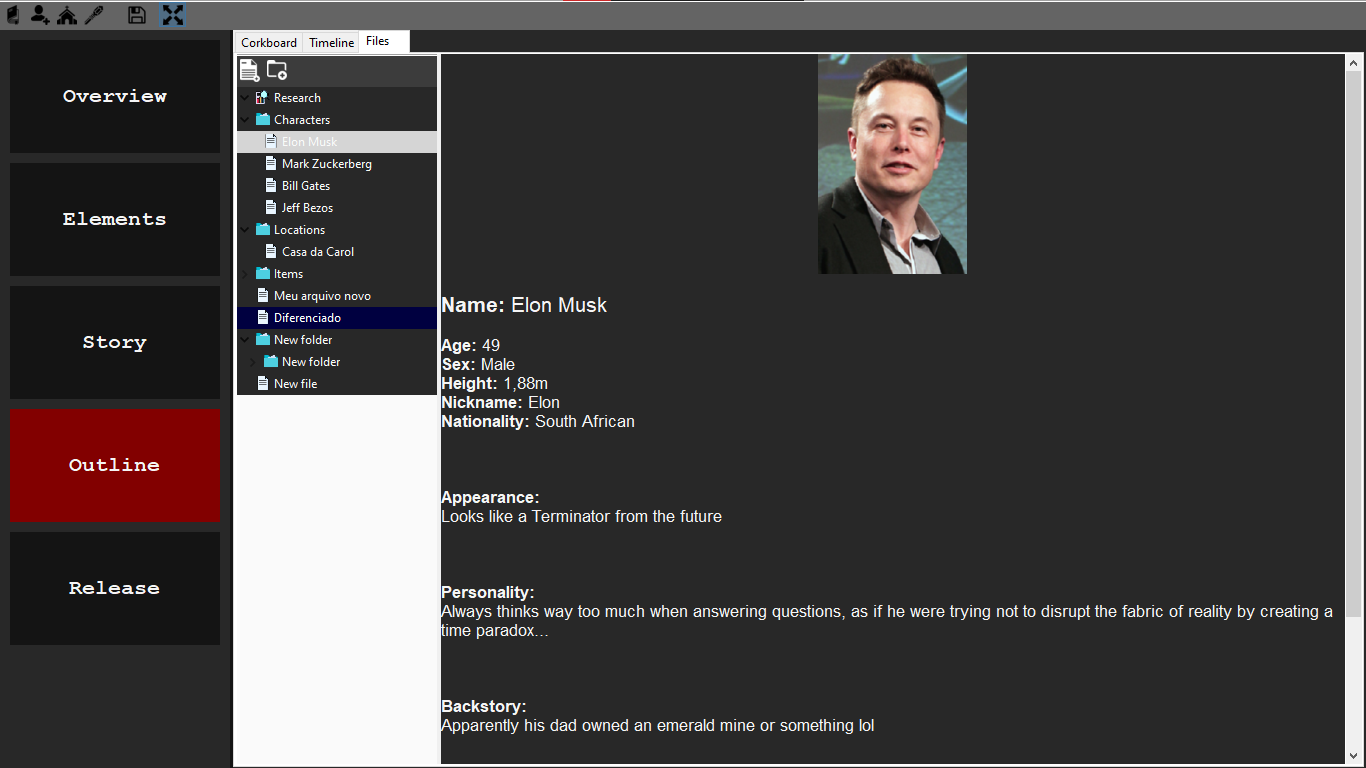 Overview
Elements
Story
Outline
Release
Corkboard Timeline Files
Research
Characters
Elon Musk
Mark Zuckerberg
Bill Gates
Jeff Bezos
Locations
Casa da Carol
Items
Meu arquivo novo
Diferenciado
New folder
New folder
New file
Name: Elon Musk
Age: 49
Sex: Male
Height: 1,88m
Nickname: Elon
Nationality: South African
Appearance:
Looks like a Terminator from the future
Personality:
Always thinks way too much when answering questions, as if he were trying not to disrupt the fabric of reality by creating a
time paradox...
Backstory:
Apparently his dad owned an emerald mine or something lol